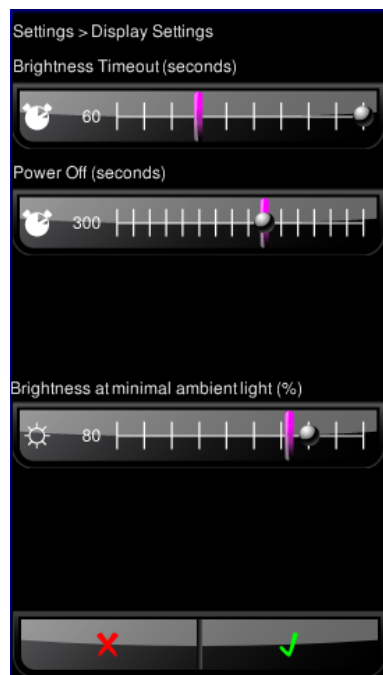 Settings > Display Settings
Brightness Timeout (seconds)
60
Power Off (seconds)
300
Brightness at minimal ambient light (%)
80